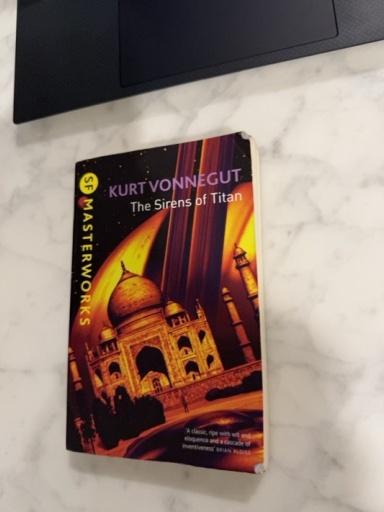 SF MASTERWORKS
KURT VONNEGUT
The Sirens of Titan
'A classic, ripe with wit and
eloquence and a cascade of
inventiveness' BRIAN ALDISS